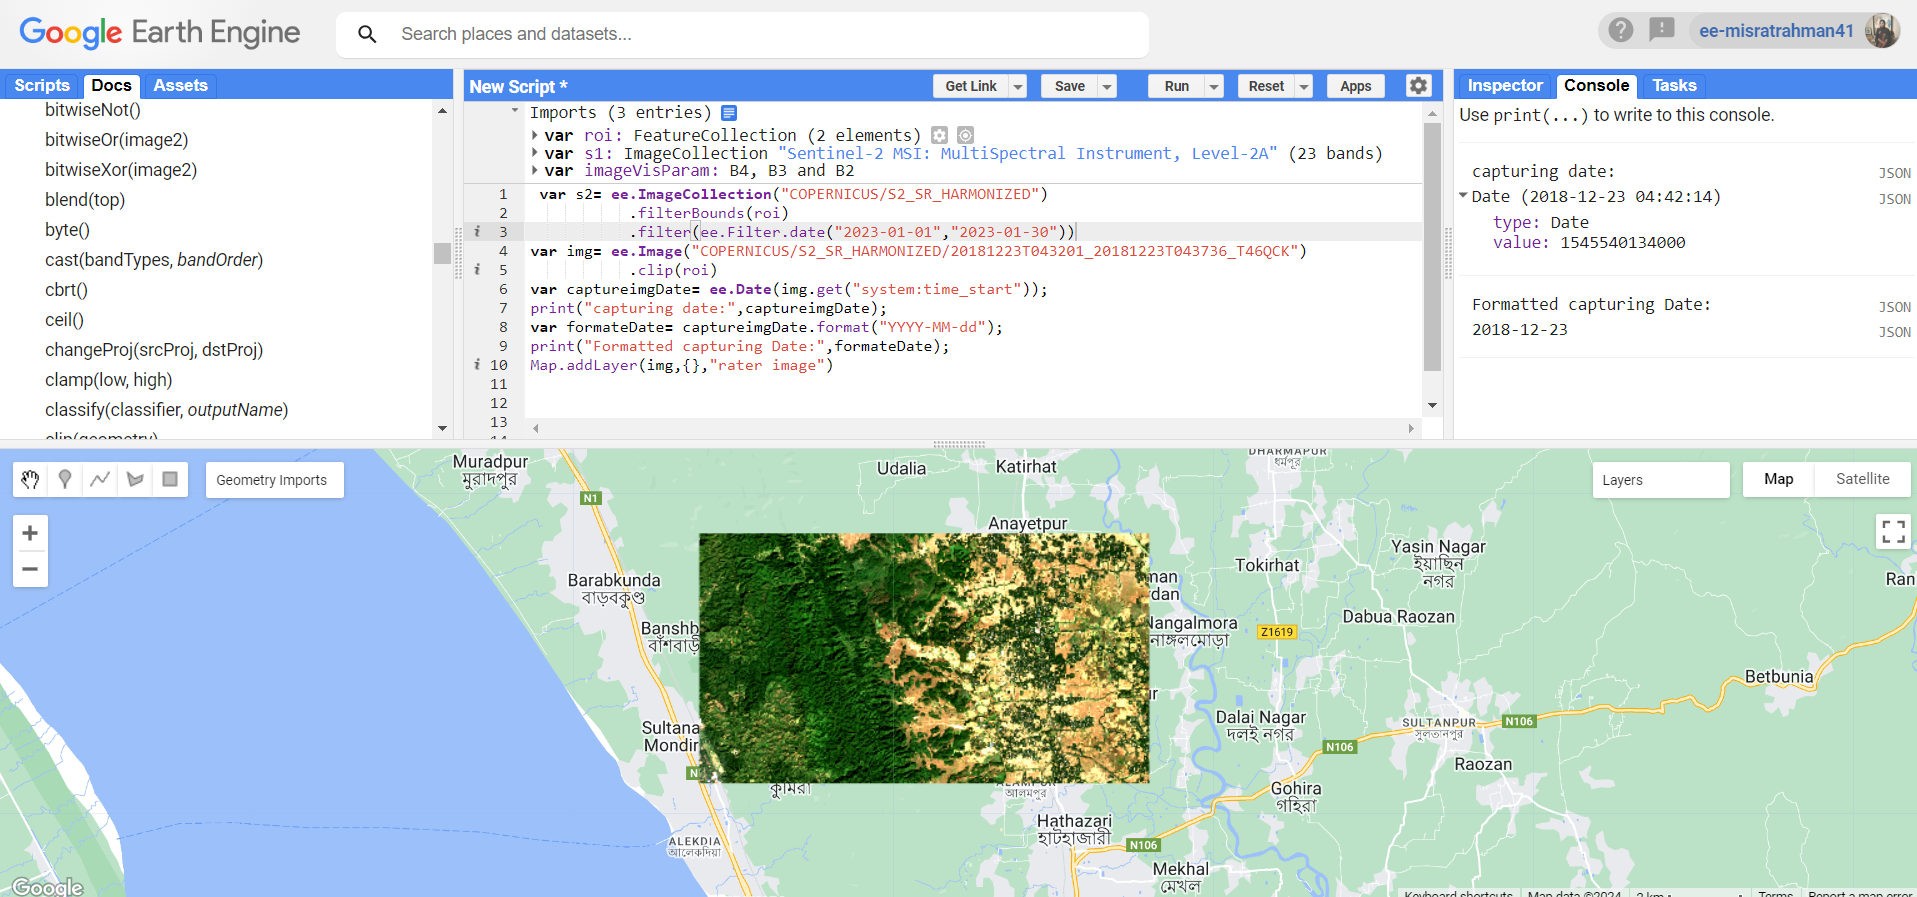 Google Earth Engine
Search places and datasets...
ee-misratrahman41
Scripts
Docs
Assets
bitwiseNot()
bitwiseOr(image2)
bitwiseXor(image2)
blend(top)
byte()
cast(bandTypes, bandOrder)
cbrt()
ceil()
changeProj(srcProj, dstProj)
clamp(low, high)
classify(classifier, outputName)
clip(geometry)
New Script *
Get Link
Save
Run
Reset
Apps
Imports (3 entries)
var roi: FeatureCollection (2 elements)
var s1: ImageCollection "Sentinel-2 MSI: MultiSpectral Instrument, Level-2A" (23 bands)
var imageVisParam: B4, B3 and B2
1 var s2= ee.ImageCollection("COPERNICUS/S2_SR_HARMONIZED")
2 .filterBounds(roi)
i 3 .filter(ee.Filter.date("2023-01-01","2023-01-30"))
4 var img= ee.Image("COPERNICUS/S2_SR_HARMONIZED/20181223T043201_20181223T043736_T46QCK")
i 5 .clip(roi)
6 var captureimgDate= ee.Date(img.get("system:time_start"));
7 print("capturing date:",captureimgDate);
8 var formateDate= captureimgDate.format("YYYY-MM-dd");
9 print("Formatted capturing Date:",formateDate);
i 10 Map.addLayer(img,{},"rater image")
11
12
13
14
Inspector
Console
Tasks
Use print(...) to write to this console.
capturing date:
JSON
Date (2018-12-23 04:42:14)
JSON
type: Date
value: 1545540134000
Formatted capturing Date:
JSON
2018-12-23
JSON
Geometry Imports
Layers
Map
Satellite
Muradpur
মুরাদপুর
N1
Udalia
Katirhat
DHARMAPUR
ধর্মপুর
Anayetpur
Barabkunda
বাড়বকুণ্ড
Tokirhat
Yasin Nagar
ইয়াছিন
নগর
Ran
man
dan
Banshb
বাঁশবাড়
Nangalmora
নাঙ্গলমোড়া
Z1619
Dabua Raozan
Betbunia
ur
Sultana
Mondir
Dalai Nagar
দলই নগর
SULTANPUR
সুলতানপুর
N106
N106
Raozan
N
কুমিরা
ALAMPUR
আলমপুর
Gohira
গহিরা
Hathazari
হাটহাজারী
N106
ALEKDIA
আলেকদিয়া
Mekhal
মেখল
Google
Keyboard shortcuts
Map data ©2024
2 km
Terms
Report a map error